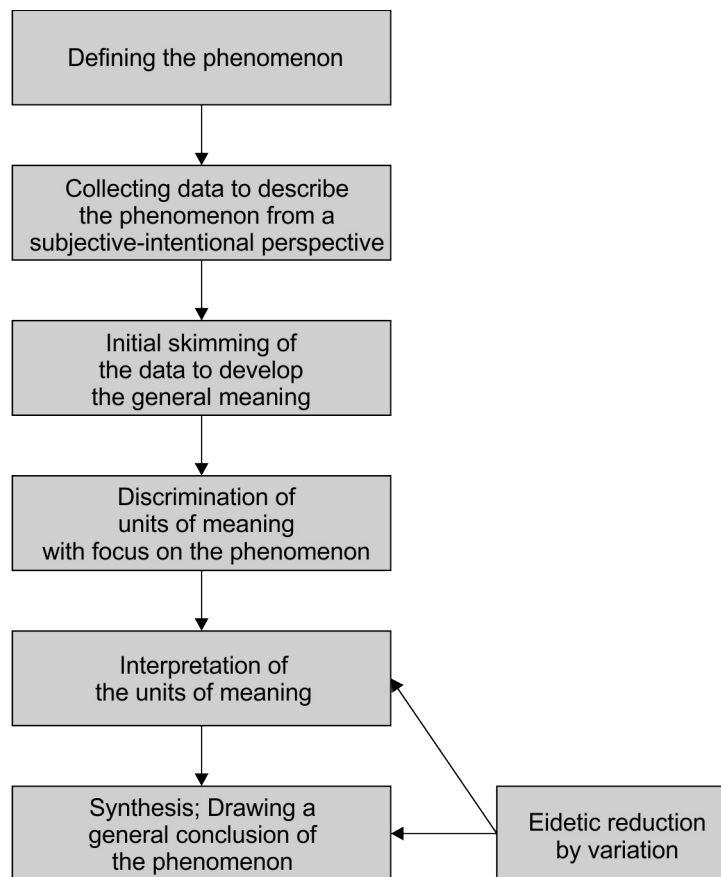 Defining the phenomenon
Collecting data to describe
the phenomenon from a
subjective-intentional perspective
Initial skimming of
the data to develop
the general meaning
Discrimination of
units of meaning
with focus on the phenomenon
Interpretation of
the units of meaning
Synthesis; Drawing a
general conclusion of
the phenomenon
Eidetic reduction
by variation